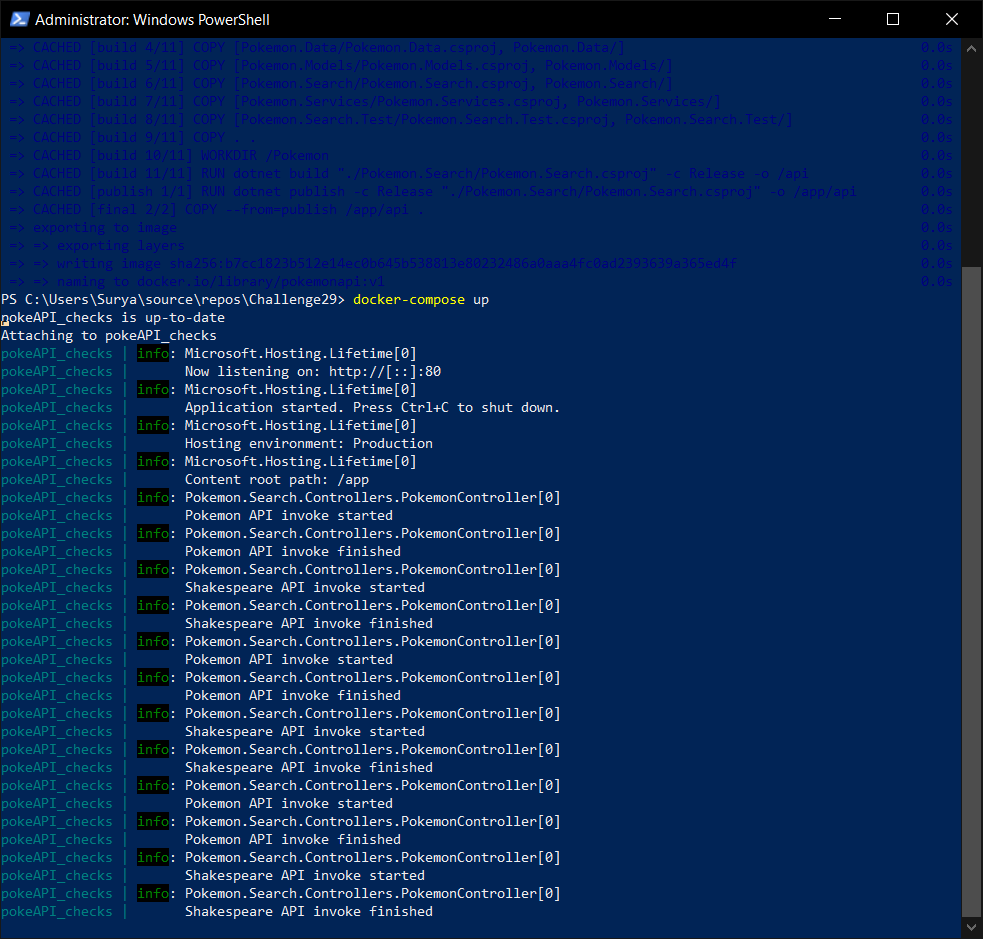 Administrator: Windows PowerShell
=> CACHED [build 4/11] COPY [Pokemon.Data/Pokemon.Data.csproj, Pokemon.Data/] 0.0s
=> CACHED [build 5/11] COPY [Pokemon.Models/Pokemon.Models.csproj, Pokemon.Models/] 0.0s
=> CACHED [build 6/11] COPY [Pokemon.Search/Pokemon.Search.csproj, Pokemon.Search/] 0.0s
=> CACHED [build 7/11] COPY [Pokemon.Services/Pokemon.Services.csproj, Pokemon.Services/] 0.0s
=> CACHED [build 8/11] COPY [Pokemon.Search.Test/Pokemon.Search.Test.csproj, Pokemon.Search.Test/] 0.0s
=> CACHED [build 9/11] COPY . . 0.0s
=> CACHED [build 10/11] WORKDIR /Pokemon 0.0s
=> CACHED [build 11/11] RUN dotnet build "./Pokemon.Search/Pokemon.Search.csproj" -c Release -o /api 0.0s
=> CACHED [publish 1/1] RUN dotnet publish -c Release "./Pokemon.Search/Pokemon.Search.csproj" -o /app/api 0.0s
=> CACHED [final 2/2] COPY --from=publish /app/api . 0.0s
=> exporting to image 0.0s
=> => exporting layers 0.0s
=> => writing image sha256:b7cc1823b512e14ec0b645b538813e80232486a0aaa4fc0ad2393639a365ed4f 0.0s
=> => naming to docker.io/library/pokemonapi:v1 0.0s
PS C:\Users\Surya\source\repos\Challenge29> docker-compose up
pokeAPI_checks is up-to-date
Attaching to pokeAPI_checks
pokeAPI_checks | info: Microsoft.Hosting.Lifetime[0]
pokeAPI_checks | Now listening on: http://[::]:80
pokeAPI_checks | info: Microsoft.Hosting.Lifetime[0]
pokeAPI_checks | Application started. Press Ctrl+C to shut down.
pokeAPI_checks | info: Microsoft.Hosting.Lifetime[0]
pokeAPI_checks | Hosting environment: Production
pokeAPI_checks | info: Microsoft.Hosting.Lifetime[0]
pokeAPI_checks | Content root path: /app
pokeAPI_checks | info: Pokemon.Search.Controllers.PokemonController[0]
pokeAPI_checks | Pokemon API invoke started
pokeAPI_checks | info: Pokemon.Search.Controllers.PokemonController[0]
pokeAPI_checks | Pokemon API invoke finished
pokeAPI_checks | info: Pokemon.Search.Controllers.PokemonController[0]
pokeAPI_checks | Shakespeare API invoke started
pokeAPI_checks | info: Pokemon.Search.Controllers.PokemonController[0]
pokeAPI_checks | Shakespeare API invoke finished
pokeAPI_checks | info: Pokemon.Search.Controllers.PokemonController[0]
pokeAPI_checks | Pokemon API invoke started
pokeAPI_checks | info: Pokemon.Search.Controllers.PokemonController[0]
pokeAPI_checks | Pokemon API invoke finished
pokeAPI_checks | info: Pokemon.Search.Controllers.PokemonController[0]
pokeAPI_checks | Shakespeare API invoke started
pokeAPI_checks | info: Pokemon.Search.Controllers.PokemonController[0]
pokeAPI_checks | Shakespeare API invoke finished
pokeAPI_checks | info: Pokemon.Search.Controllers.PokemonController[0]
pokeAPI_checks | Pokemon API invoke started
pokeAPI_checks | info: Pokemon.Search.Controllers.PokemonController[0]
pokeAPI_checks | Pokemon API invoke finished
pokeAPI_checks | info: Pokemon.Search.Controllers.PokemonController[0]
pokeAPI_checks | Shakespeare API invoke started
pokeAPI_checks | info: Pokemon.Search.Controllers.PokemonController[0]
pokeAPI_checks | Shakespeare API invoke finished